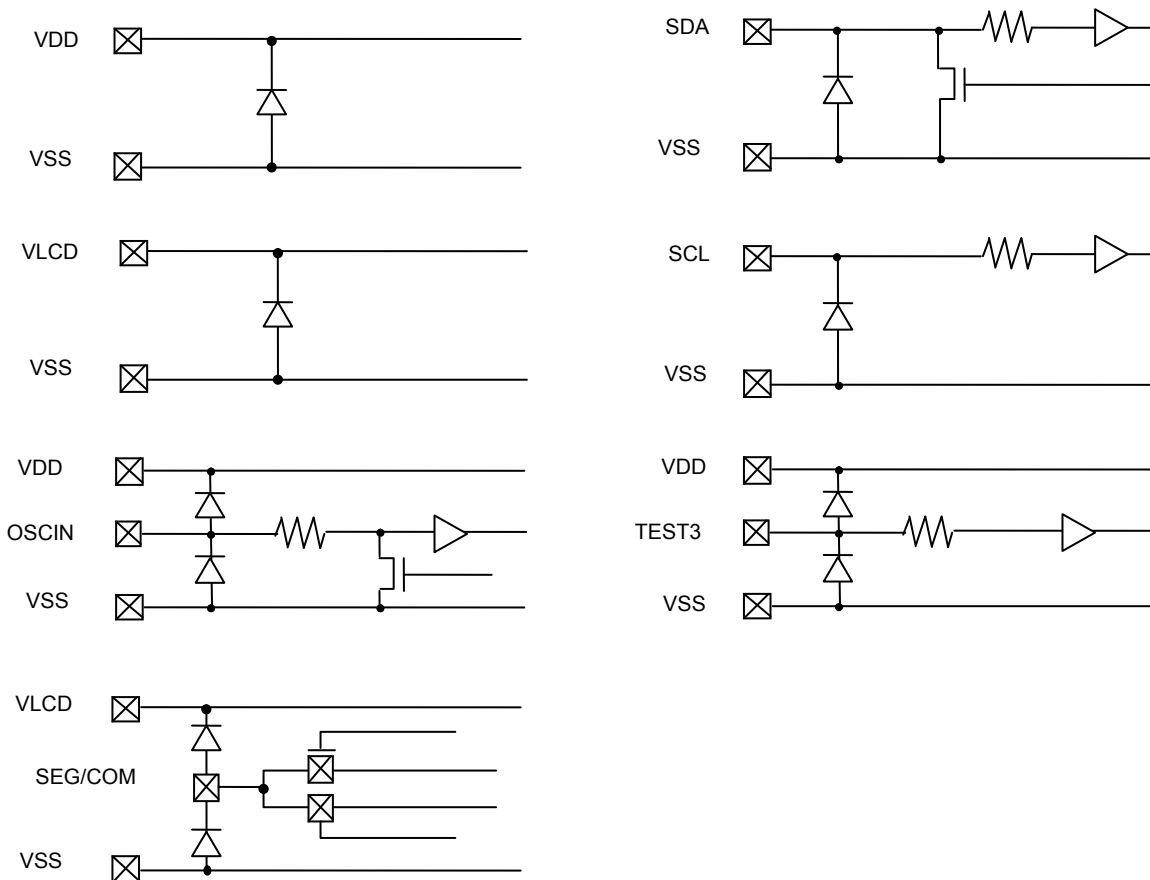 VDD
VSS
VLCD
VSS
VDD
OSCIN
VSS
VLCD
SEG/COM
VSS
SDA
VSS
SCL
VSS
VDD
TEST3
VSS